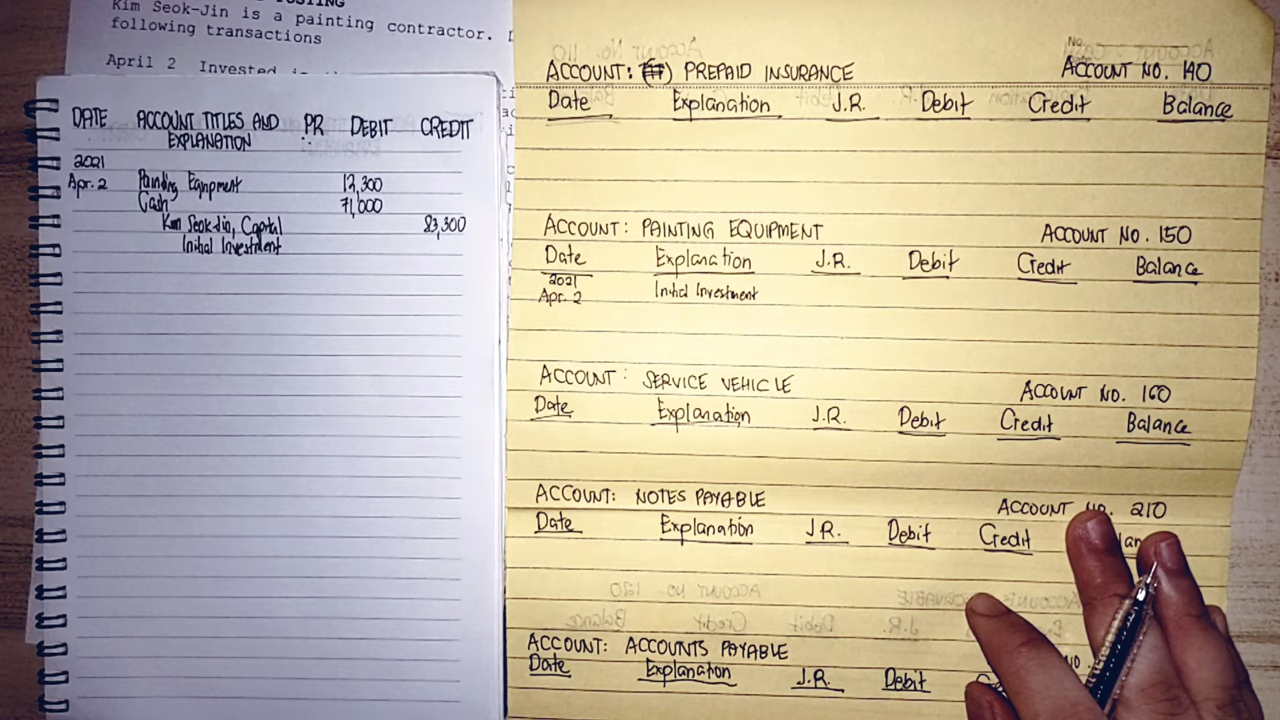 Kim Seok-Jin is a painting contractor.
following transactions
April 2 Invested
DATE ACCOUNT TITLES AND PR DEBIT CREDIT
EXPLANATION
2021
Apr. 2 Painting Equipment 12,300
Cash 71,000
Kim Seok-Jin, Capital 83,300
Initial Investment
ACCOUNT: PREPAID INSURANCE ACCOUNT NO. 140
Date Explanation J.R. Debit Credit Balance
ACCOUNT: PAINTING EQUIPMENT ACCOUNT NO. 150
Date Explanation J.R. Debit Credit Balance
2021
Apr. 2 Initial Investment
ACCOUNT: SERVICE VEHICLE ACCOUNT NO. 160
Date Explanation J.R. Debit Credit Balance
ACCOUNT: NOTES PAYABLE ACCOUNT NO. 210
Date Explanation J.R. Debit Credit
ACCOUNT: ACCOUNTS PAYABLE
Date Explanation J.R. Debit